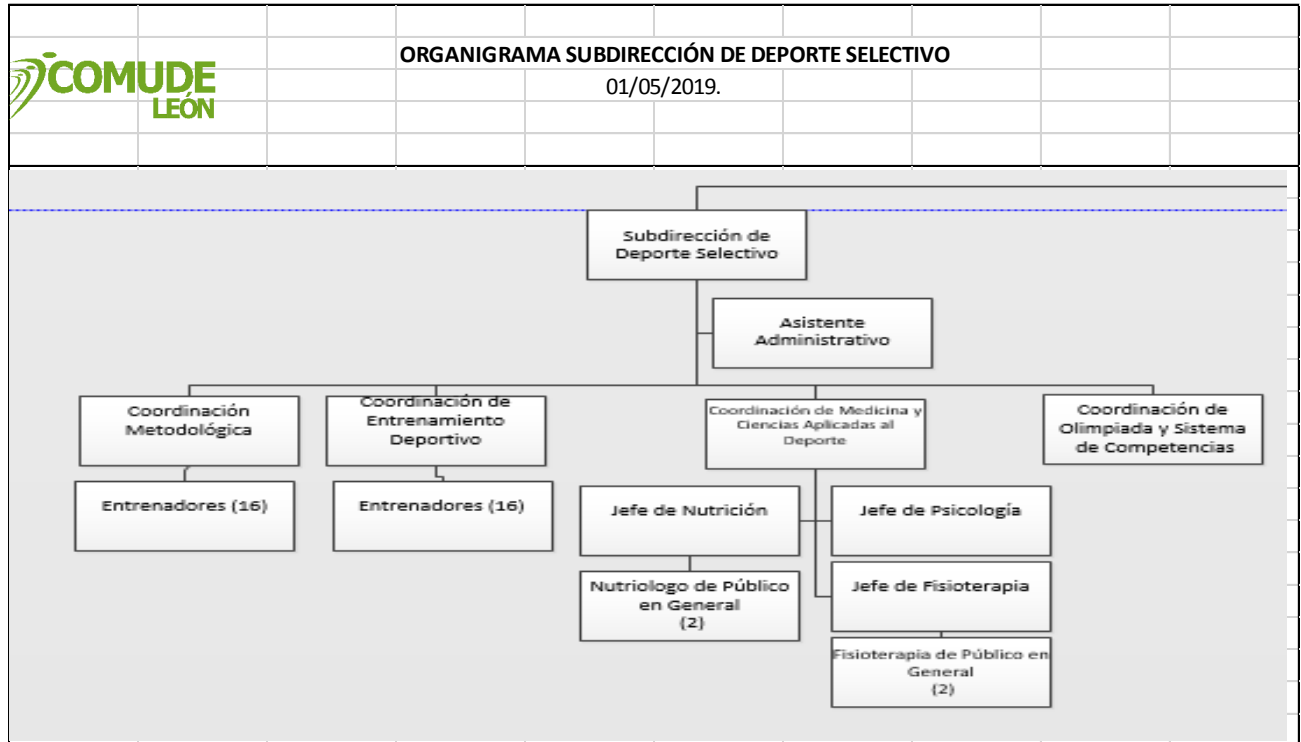 COMUDE
LEÓN
ORGANIGRAMA SUBDIRECCIÓN DE DEPORTE SELECTIVO
01/05/2019.
Subdirección de
Deporte Selectivo
Asistente
Administrativo
Coordinación
Metodológica
Coordinación de
Entrenamiento
Deportivo
Coordinación de Medicina y
Ciencias Aplicadas al
Deporte
Coordinación de
Olimpiada y Sistema
de Competencias
Entrenadores (16)
Entrenadores (16)
Jefe de Nutrición
Jefe de Psicología
Nutriologo de Público
en General
(2)
Jefe de Fisioterapia
Fisioterapia de Público en
General
(2)